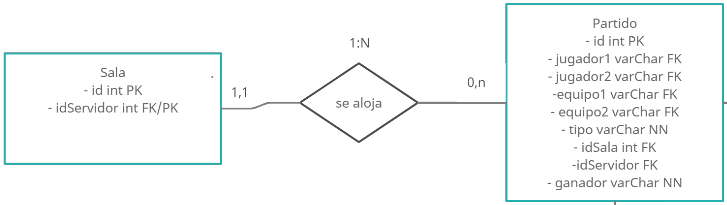 Sala
- id int PK
- idServidor int FK/PK
1,1
1:N
se aloja
0,n
Partido
- id int PK
- jugador1 varChar FK
- jugador2 varChar FK
-equipo1 varChar FK
- equipo2 varChar FK
- tipo varChar NN
- idSala int FK
-idServidor FK
- ganador varChar NN